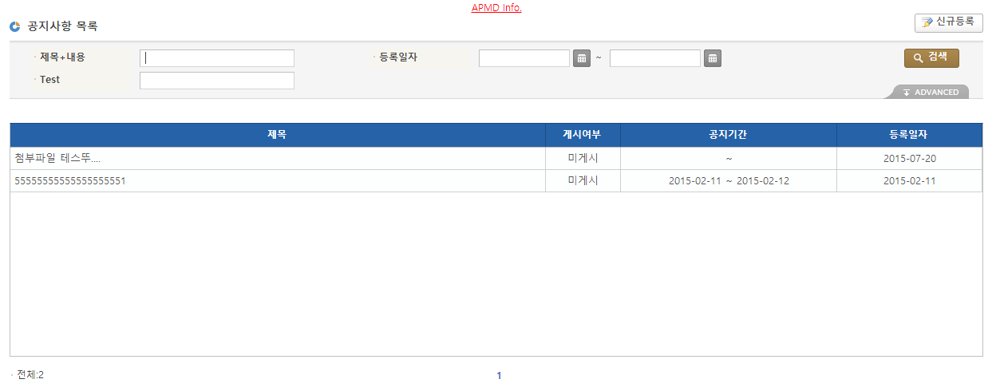 APMD Info.
공지사항 목록
신규등록
· 제목+내용 · 등록일자 ~ 검색
· Test
ADVANCED
제목 게시여부 공지기간 등록일자
첨부파일 테스뚜.... 미게시 ~ 2015-07-20
55555555555555555551 미게시 2015-02-11 ~ 2015-02-12 2015-02-11
· 전체:2 1